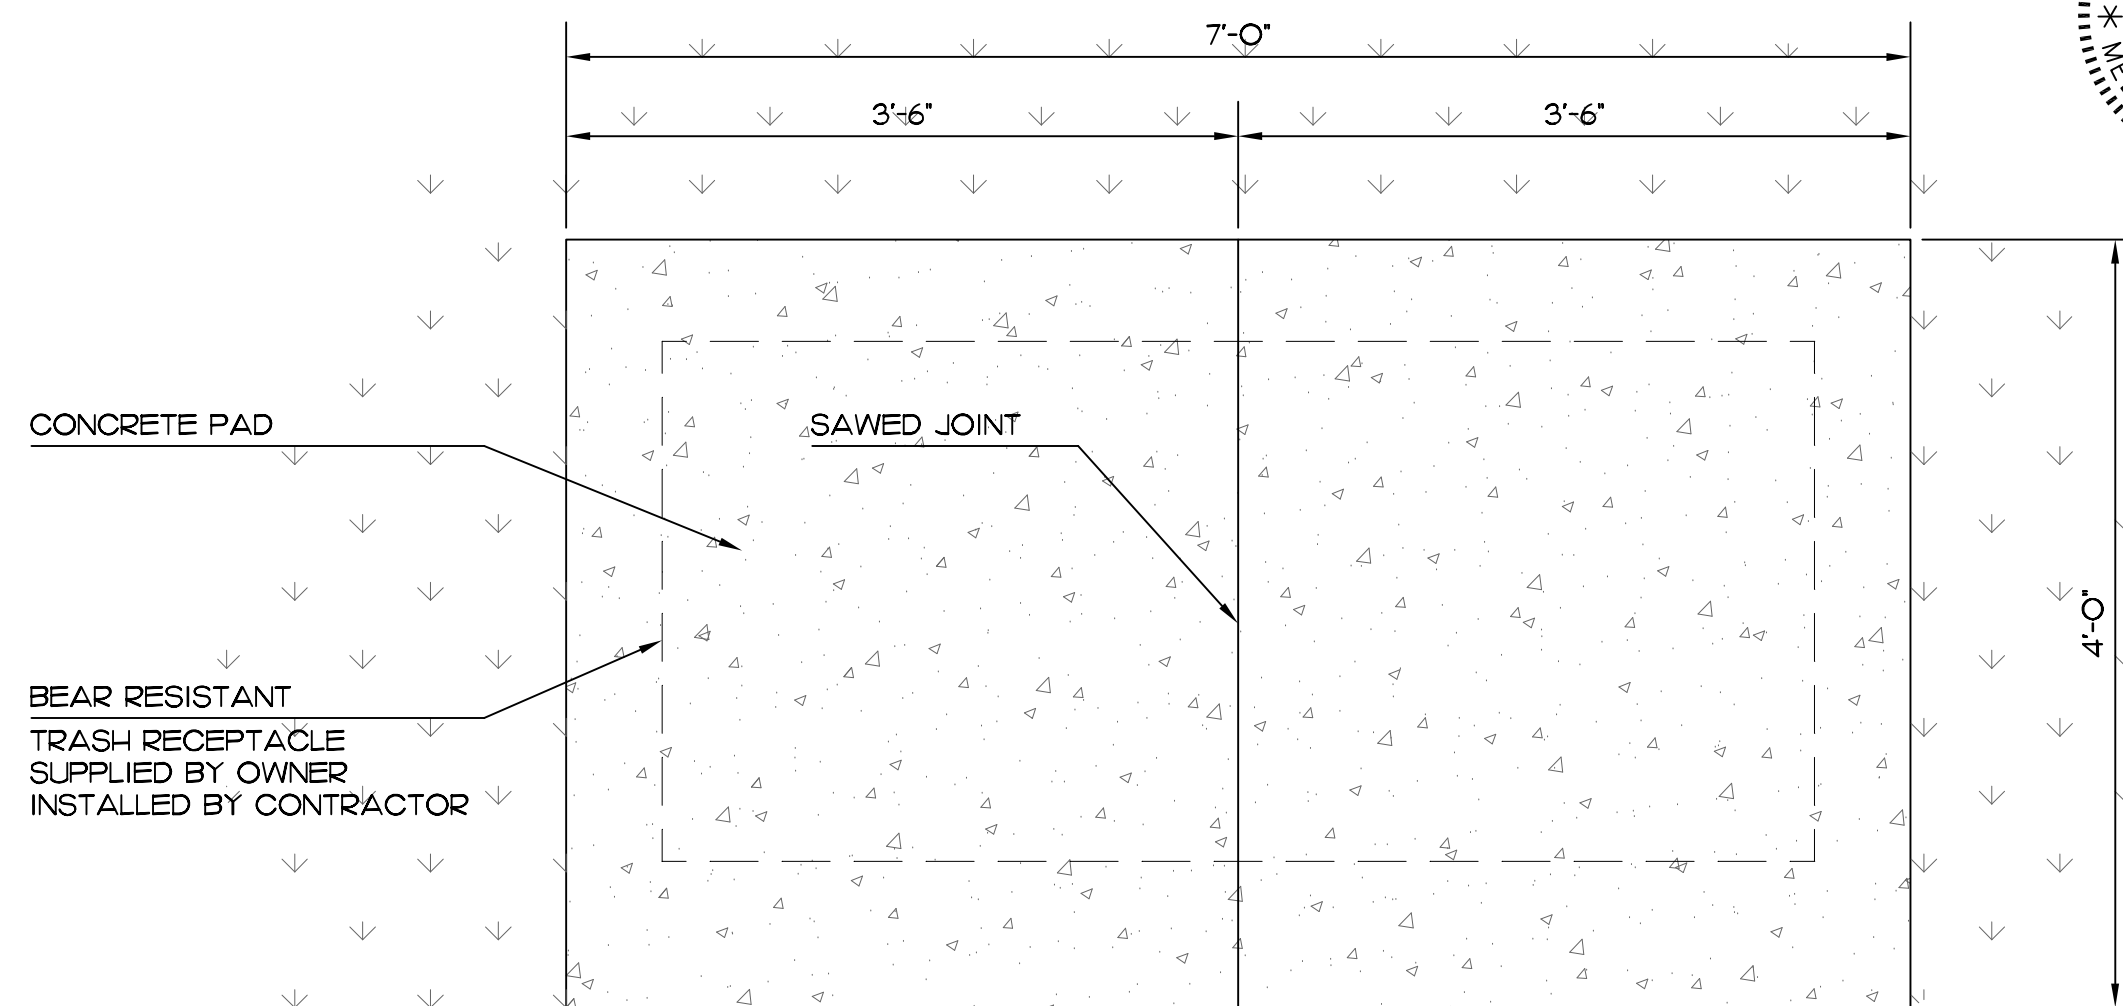 7'-0"
3'-6"
3'-6"
CONCRETE PAD
SAWED JOINT
4'-0"
BEAR RESISTANT
TRASH RECEPTACLE
SUPPLIED BY OWNER
INSTALLED BY CONTRACTOR